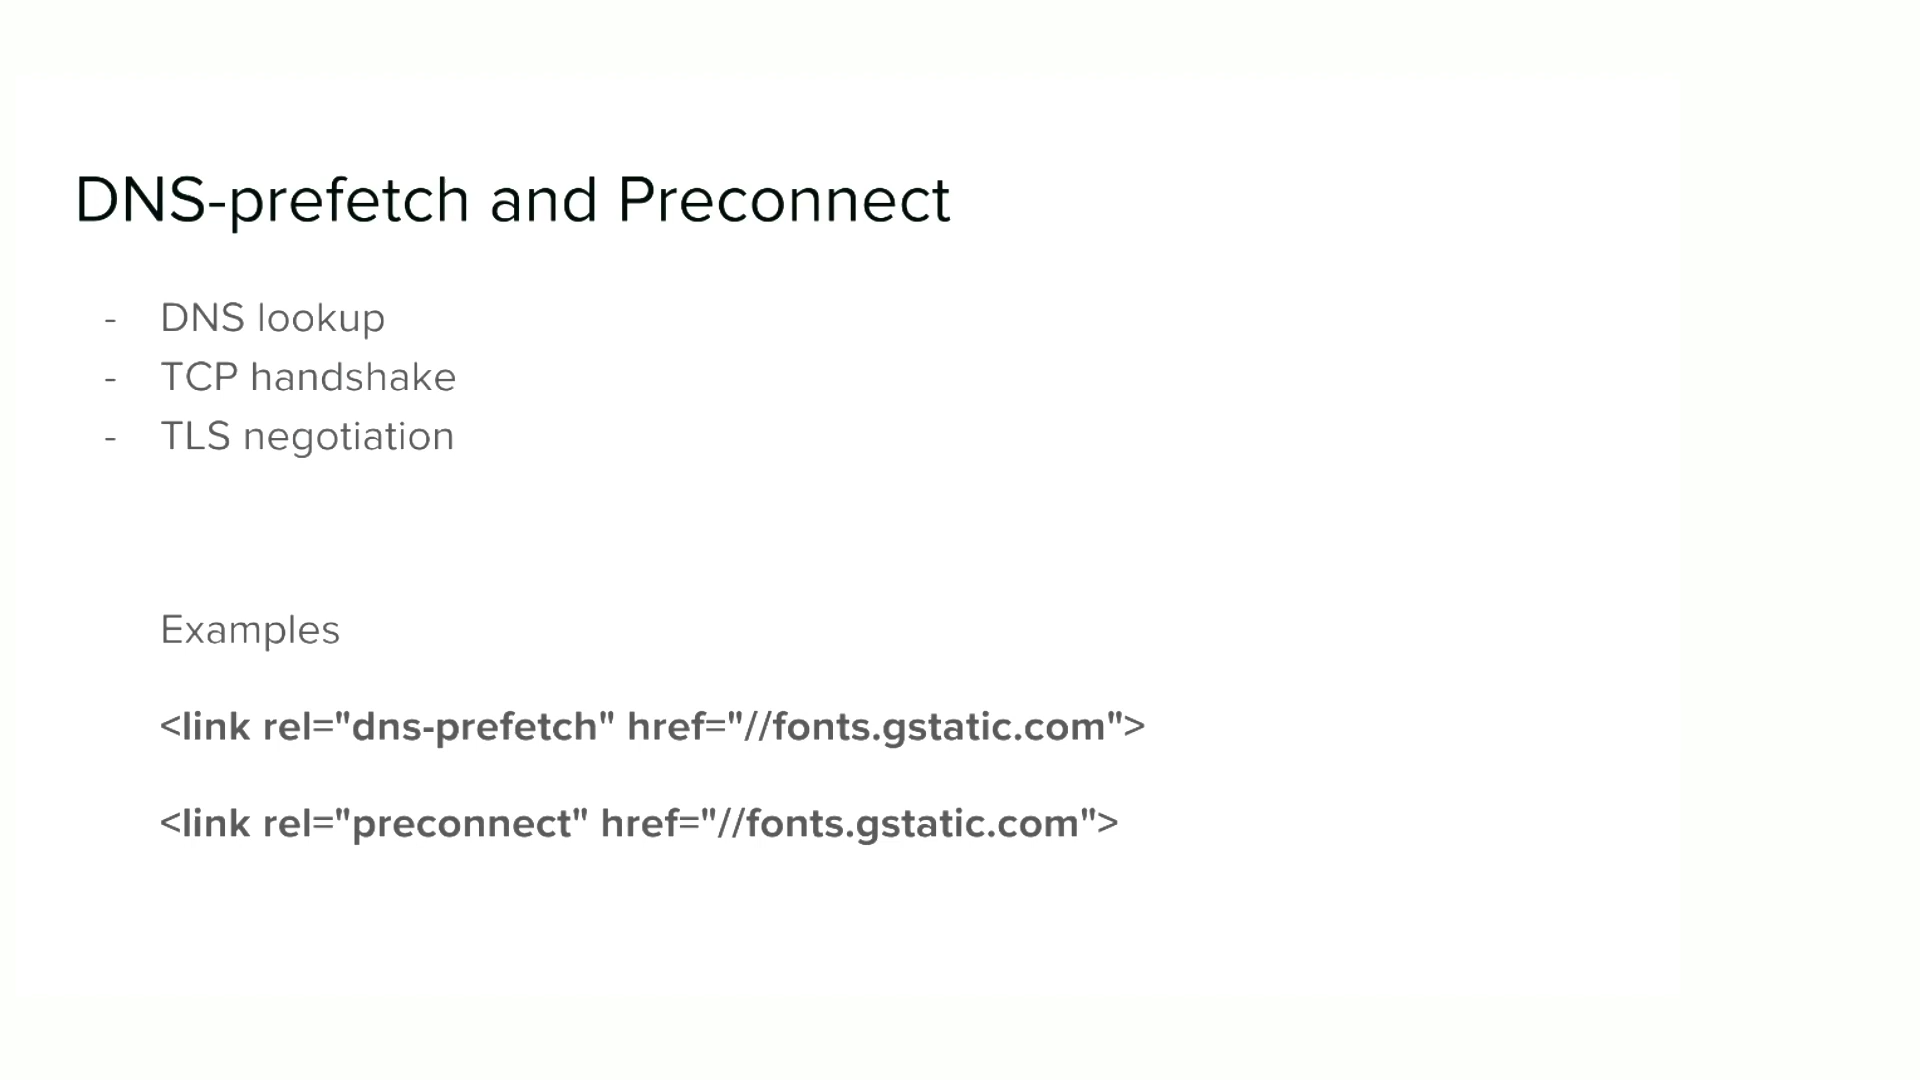 DNS-prefetch and Preconnect
- DNS lookup
- TCP handshake
- TLS negotiation
Examples
<link rel="dns-prefetch" href="//fonts.gstatic.com">
<link rel="preconnect" href="//fonts.gstatic.com">